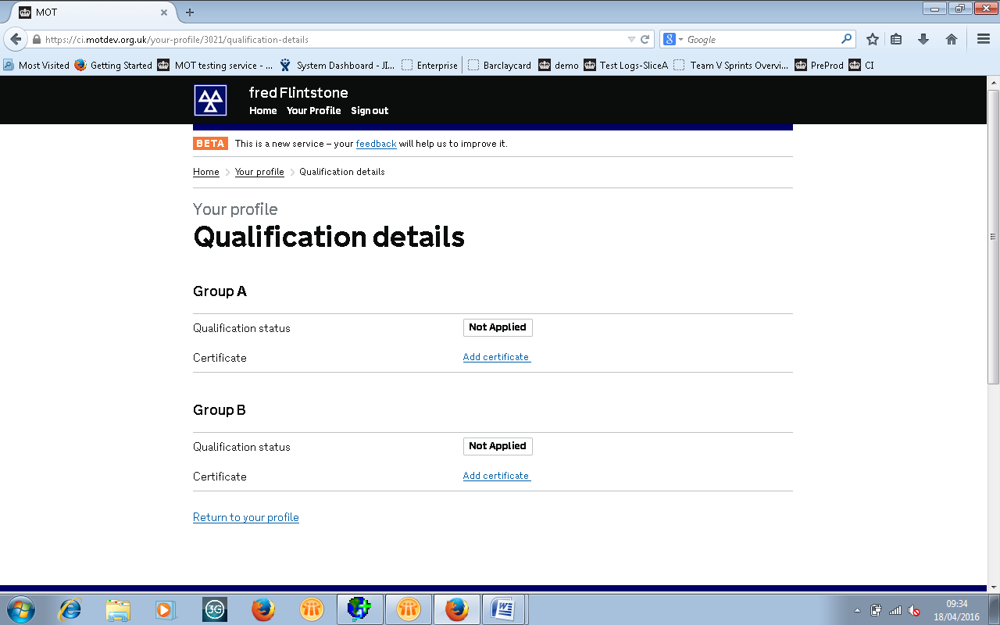 MOT
https://ci.motdev.org.uk/your-profile/3021/qualification-details
Google
Most Visited Getting Started MOT testing service - ... System Dashboard - JI... Enterprise Barclaycard demo Test Logs-SliceA Team V Sprints Overvi... PreProd CI
fred Flintstone
Home Your Profile Sign out
BETA This is a new service – your feedback will help us to improve it.
Home Your profile Qualification details
Your profile
Qualification details
Group A
Qualification status Not Applied
Certificate Add certificate
Group B
Qualification status Not Applied
Certificate Add certificate
Return to your profile
3G
09:34
18/04/2016